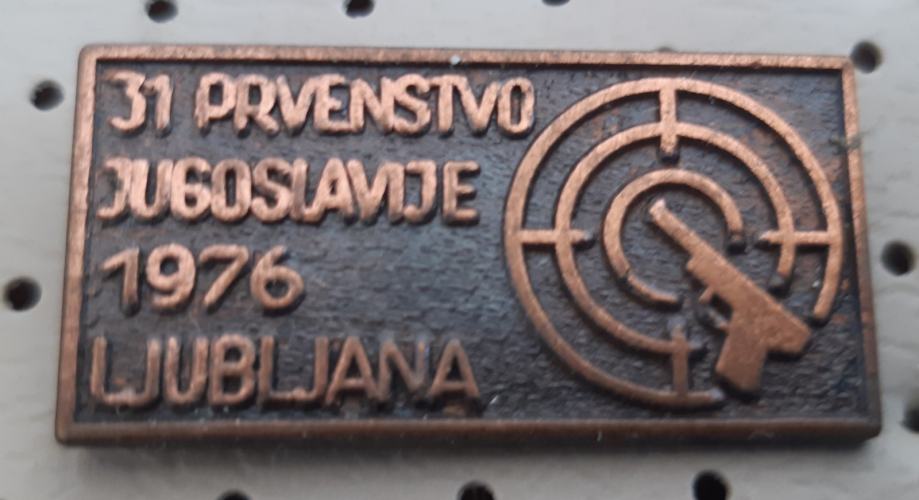 31 PRVENSTVO
JUGOSLAVIJE
1976
LJUBLJANA